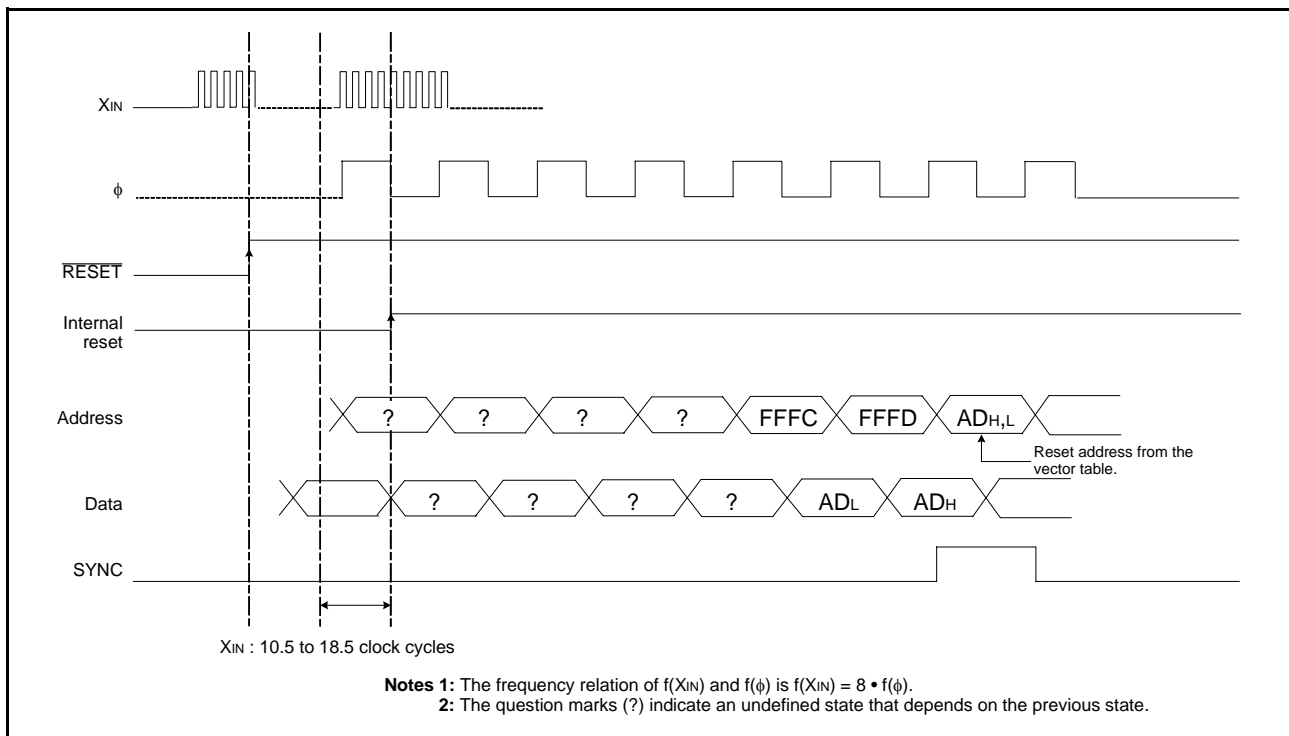 XIN
ϕ
RESET
Internal
reset
Address
? ? ? ? FFFC FFFD ADH,L
Reset address from the
vector table.
Data
? ? ? ? ADL ADH
SYNC
XIN : 10.5 to 18.5 clock cycles
Notes 1: The frequency relation of f(XIN) and f(ϕ) is f(XIN) = 8 • f(ϕ).
2: The question marks (?) indicate an undefined state that depends on the previous state.